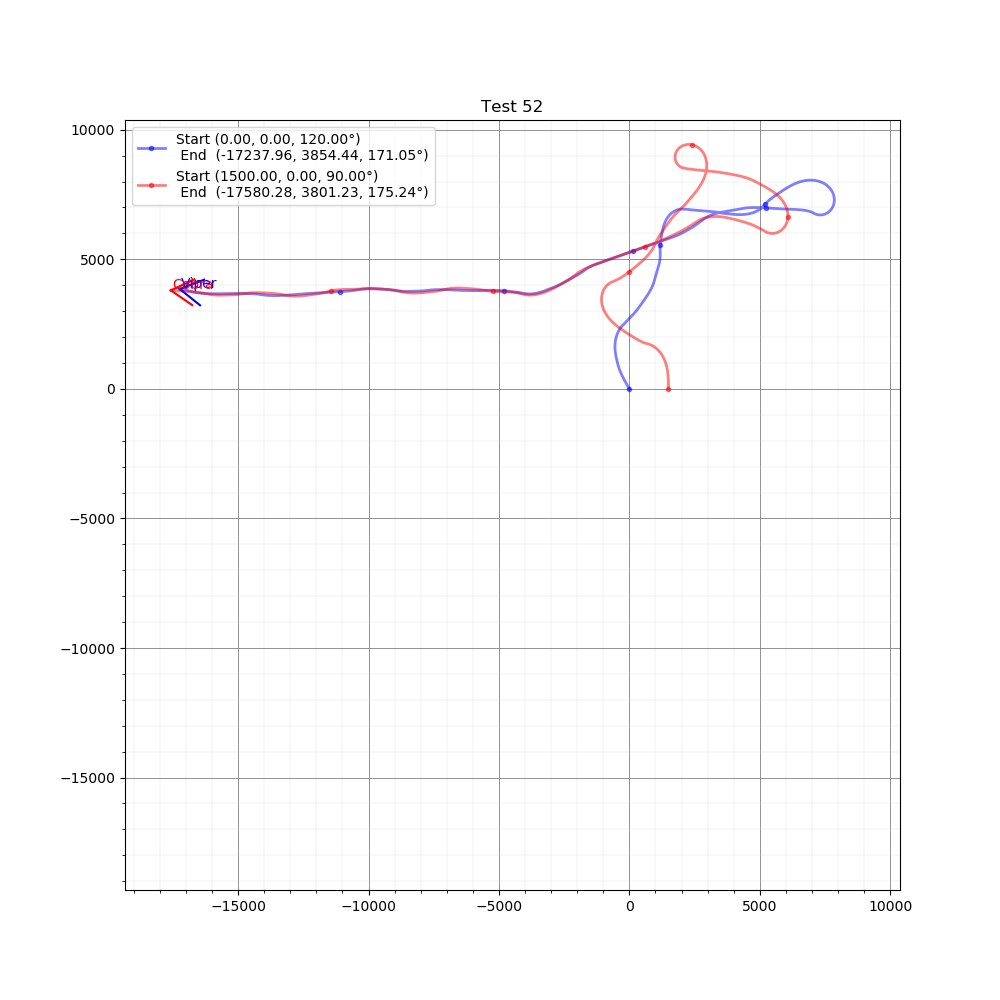 Test 52
Start (0.00, 0.00, 120.00°)
End (-17237.96, 3854.44, 171.05°)
Start (1500.00, 0.00, 90.00°)
End (-17580.28, 3801.23, 175.24°)
10000
5000
0
−5000
−10000
−15000
Viper
−15000 −10000 −5000 0 5000 10000